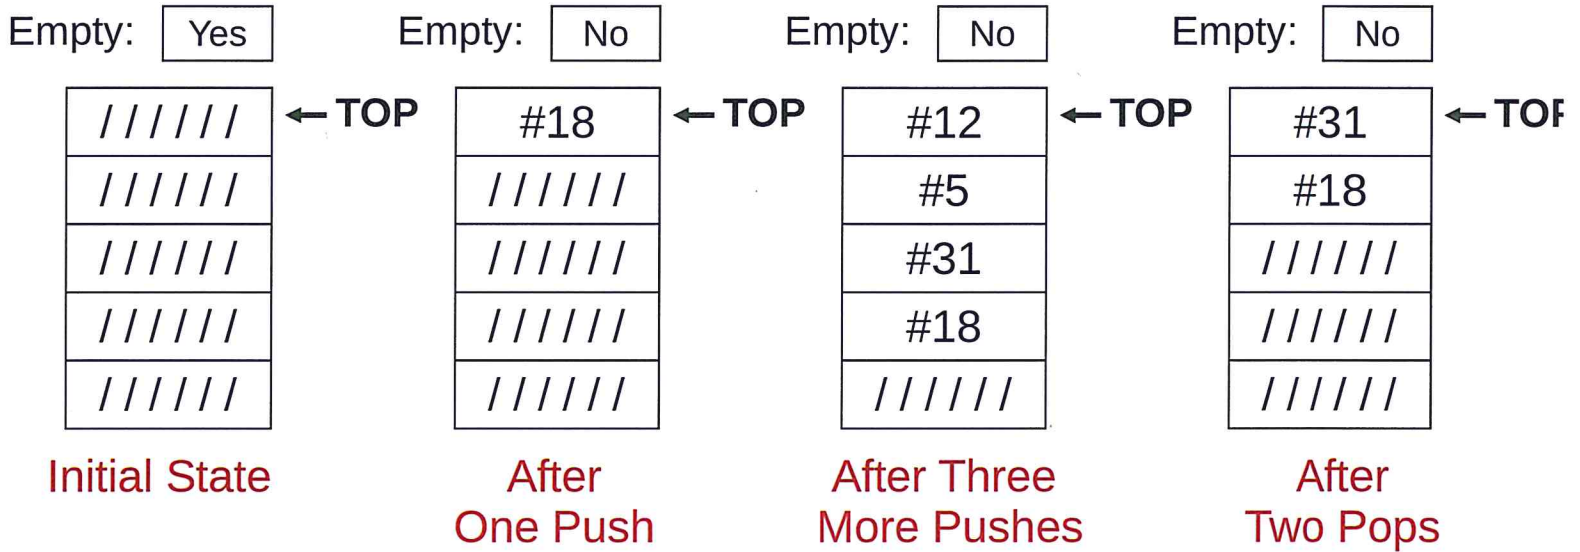 Empty: Yes
Empty: No
Empty: No
Empty: No
/ / / / / / ← TOP
/ / / / / /
/ / / / / /
/ / / / / /
/ / / / / /
Initial State
#18 ← TOP
/ / / / / /
/ / / / / /
/ / / / / /
/ / / / / /
After
One Push
#12 ← TOP
#5
#31
#18
/ / / / / /
After Three
More Pushes
#31 ← TOP
#18
/ / / / / /
/ / / / / /
/ / / / / /
After
Two Pops